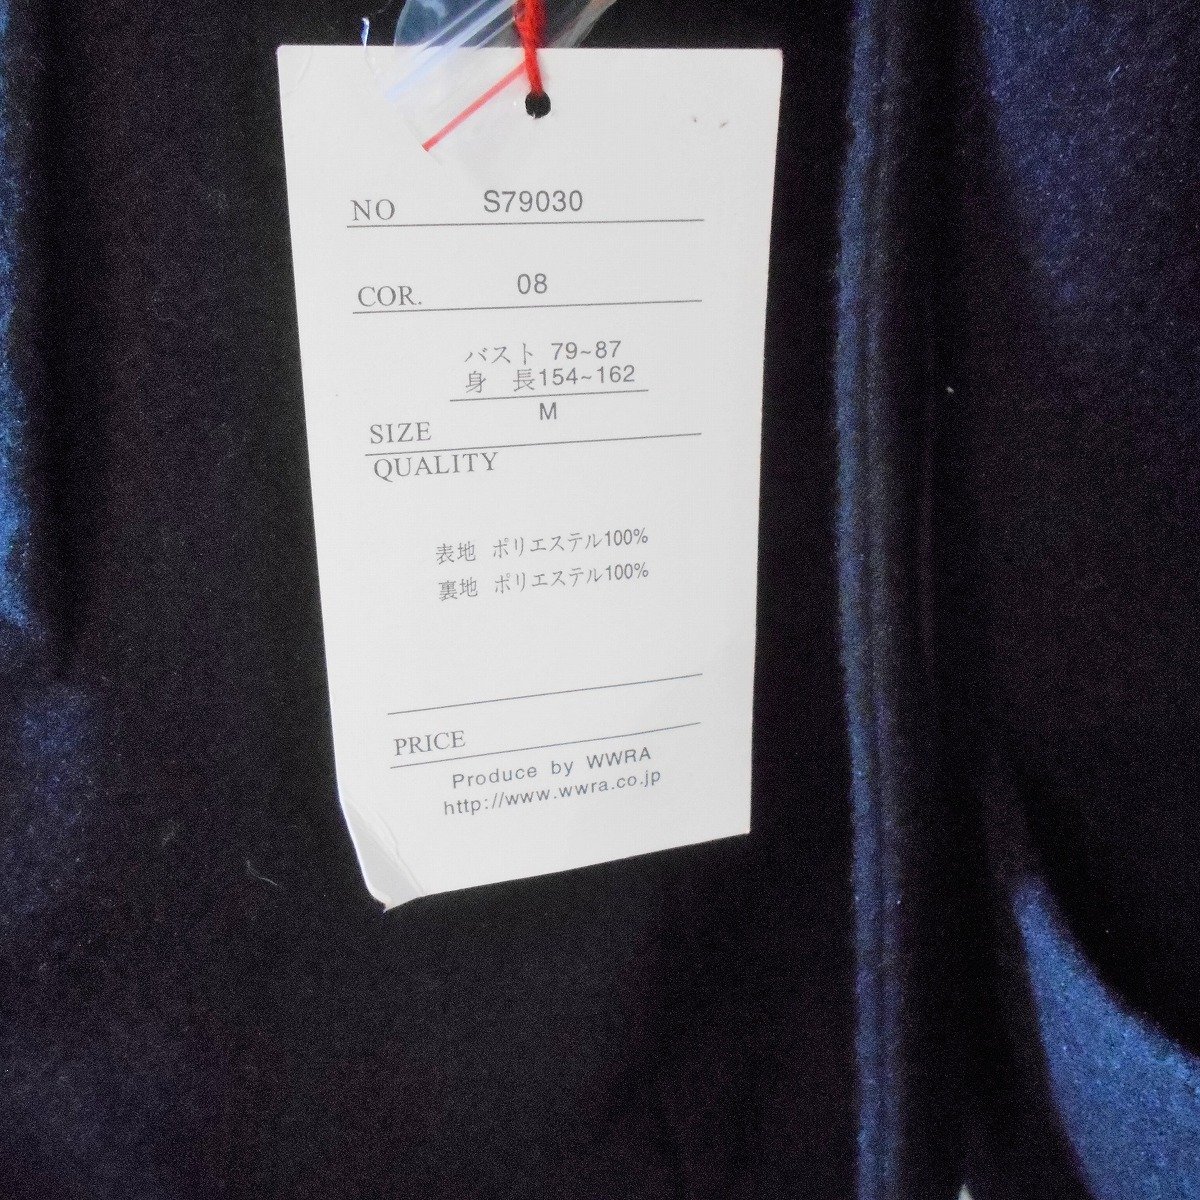 NO S79030
COR. 08
バスト 79~87
身 長154~162
M
SIZE
QUALITY
表地 ポリエステル100%
裏地 ポリエステル100%
PRICE
Produce by WWRA
http://www.wwra.co.jp